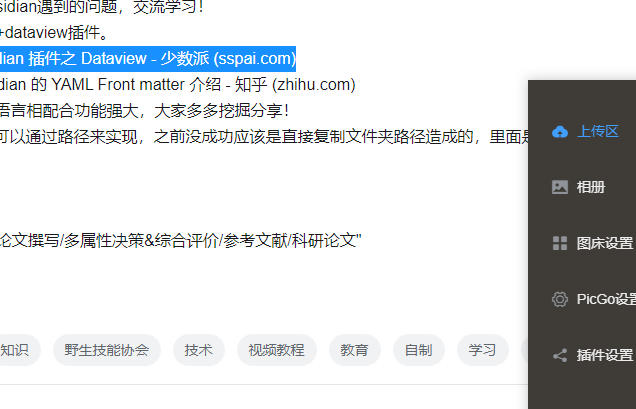 sidian遇到的问题，交流学习！
+dataview插件。
dian 插件之 Dataview - 少数派 (sspai.com)
dian 的 YAML Front matter 介绍 - 知乎 (zhihu.com)
语言相配合功能强大，大家多多挖掘分享！
可以通过路径来实现，之前没成功应该是直接复制文件夹路径造成的，里面是
论文撰写/多属性决策&综合评价/参考文献/科研论文"
知识 野生技能协会 技术 视频教程 教育 自制 学习
上传区
相册
图床设置
PicGo设置
插件设置